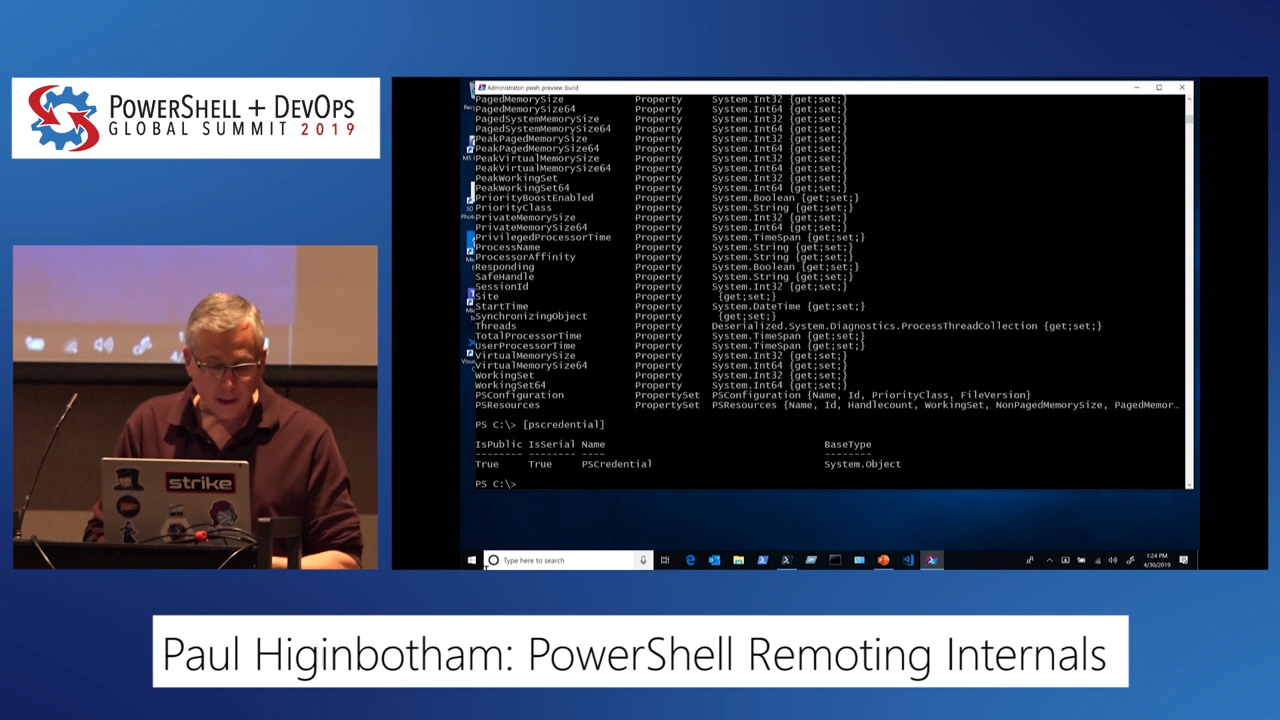 POWERSHELL + DEVOPS
GLOBAL SUMMIT 2019
Administrator: pwsh_preview_build
PagedMemorySize Property System.Int32 {get;set;}
PagedMemorySize64 Property System.Int64 {get;set;}
PagedSystemMemorySize Property System.Int32 {get;set;}
PagedSystemMemorySize64 Property System.Int64 {get;set;}
PeakPagedMemorySize Property System.Int32 {get;set;}
PeakPagedMemorySize64 Property System.Int64 {get;set;}
PeakVirtualMemorySize Property System.Int32 {get;set;}
PeakVirtualMemorySize64 Property System.Int64 {get;set;}
PeakWorkingSet Property System.Int32 {get;set;}
PeakWorkingSet64 Property System.Int64 {get;set;}
PriorityBoostEnabled Property System.Boolean {get;set;}
PriorityClass Property System.String {get;set;}
PrivateMemorySize Property System.Int32 {get;set;}
PrivateMemorySize64 Property System.Int64 {get;set;}
PrivilegedProcessorTime Property System.TimeSpan {get;set;}
ProcessName Property System.String {get;set;}
ProcessorAffinity Property System.String {get;set;}
Responding Property System.Boolean {get;set;}
SafeHandle Property System.String {get;set;}
SessionId Property System.Int32 {get;set;}
Site Property {get;set;}
StartTime Property System.DateTime {get;set;}
SynchronizingObject Property {get;set;}
Threads Property Deserialized.System.Diagnostics.ProcessThreadCollection {get;set;}
TotalProcessorTime Property System.TimeSpan {get;set;}
UserProcessorTime Property System.TimeSpan {get;set;}
VirtualMemorySize Property System.Int32 {get;set;}
VirtualMemorySize64 Property System.Int64 {get;set;}
WorkingSet Property System.Int32 {get;set;}
WorkingSet64 Property System.Int64 {get;set;}
PSConfiguration PropertySet PSConfiguration {Name, Id, PriorityClass, FileVersion}
PSResources PropertySet PSResources {Name, Id, Handlecount, WorkingSet, NonPagedMemorySize, PagedMemor…
PS C:\> [pscredential]
IsPublic IsSerial Name BaseType
-------- -------- ---- --------
True True PSCredential System.Object
PS C:\>
Type here to search
1:24 PM
4/30/2019
strike
Paul Higinbotham: PowerShell Remoting Internals